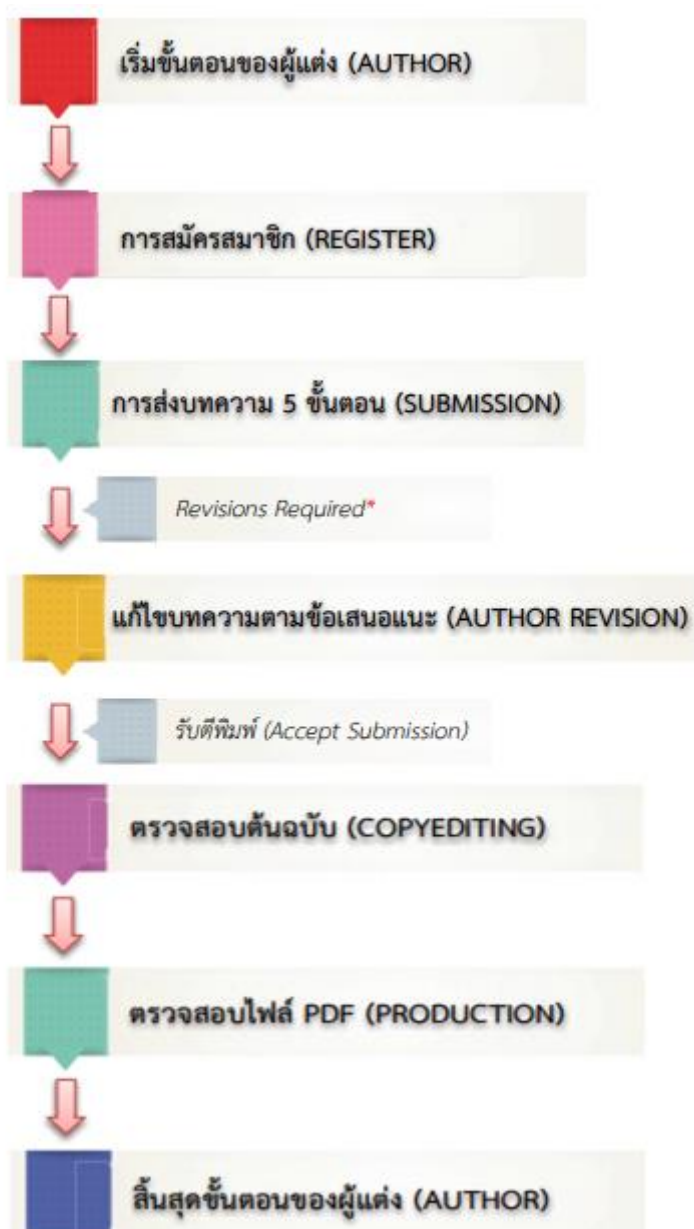 เริ่มขั้นตอนของผู้แต่ง (AUTHOR)
การสมัครสมาชิก (REGISTER)
การส่งบทความ 5 ขั้นตอน (SUBMISSION)
Revisions Required*
แก้ไขบทความตามข้อเสนอแนะ (AUTHOR REVISION)
รับตีพิมพ์ (Accept Submission)
ตรวจสอบต้นฉบับ (COPYEDITING)
ตรวจสอบไฟล์ PDF (PRODUCTION)
สิ้นสุดขั้นตอนของผู้แต่ง (AUTHOR)